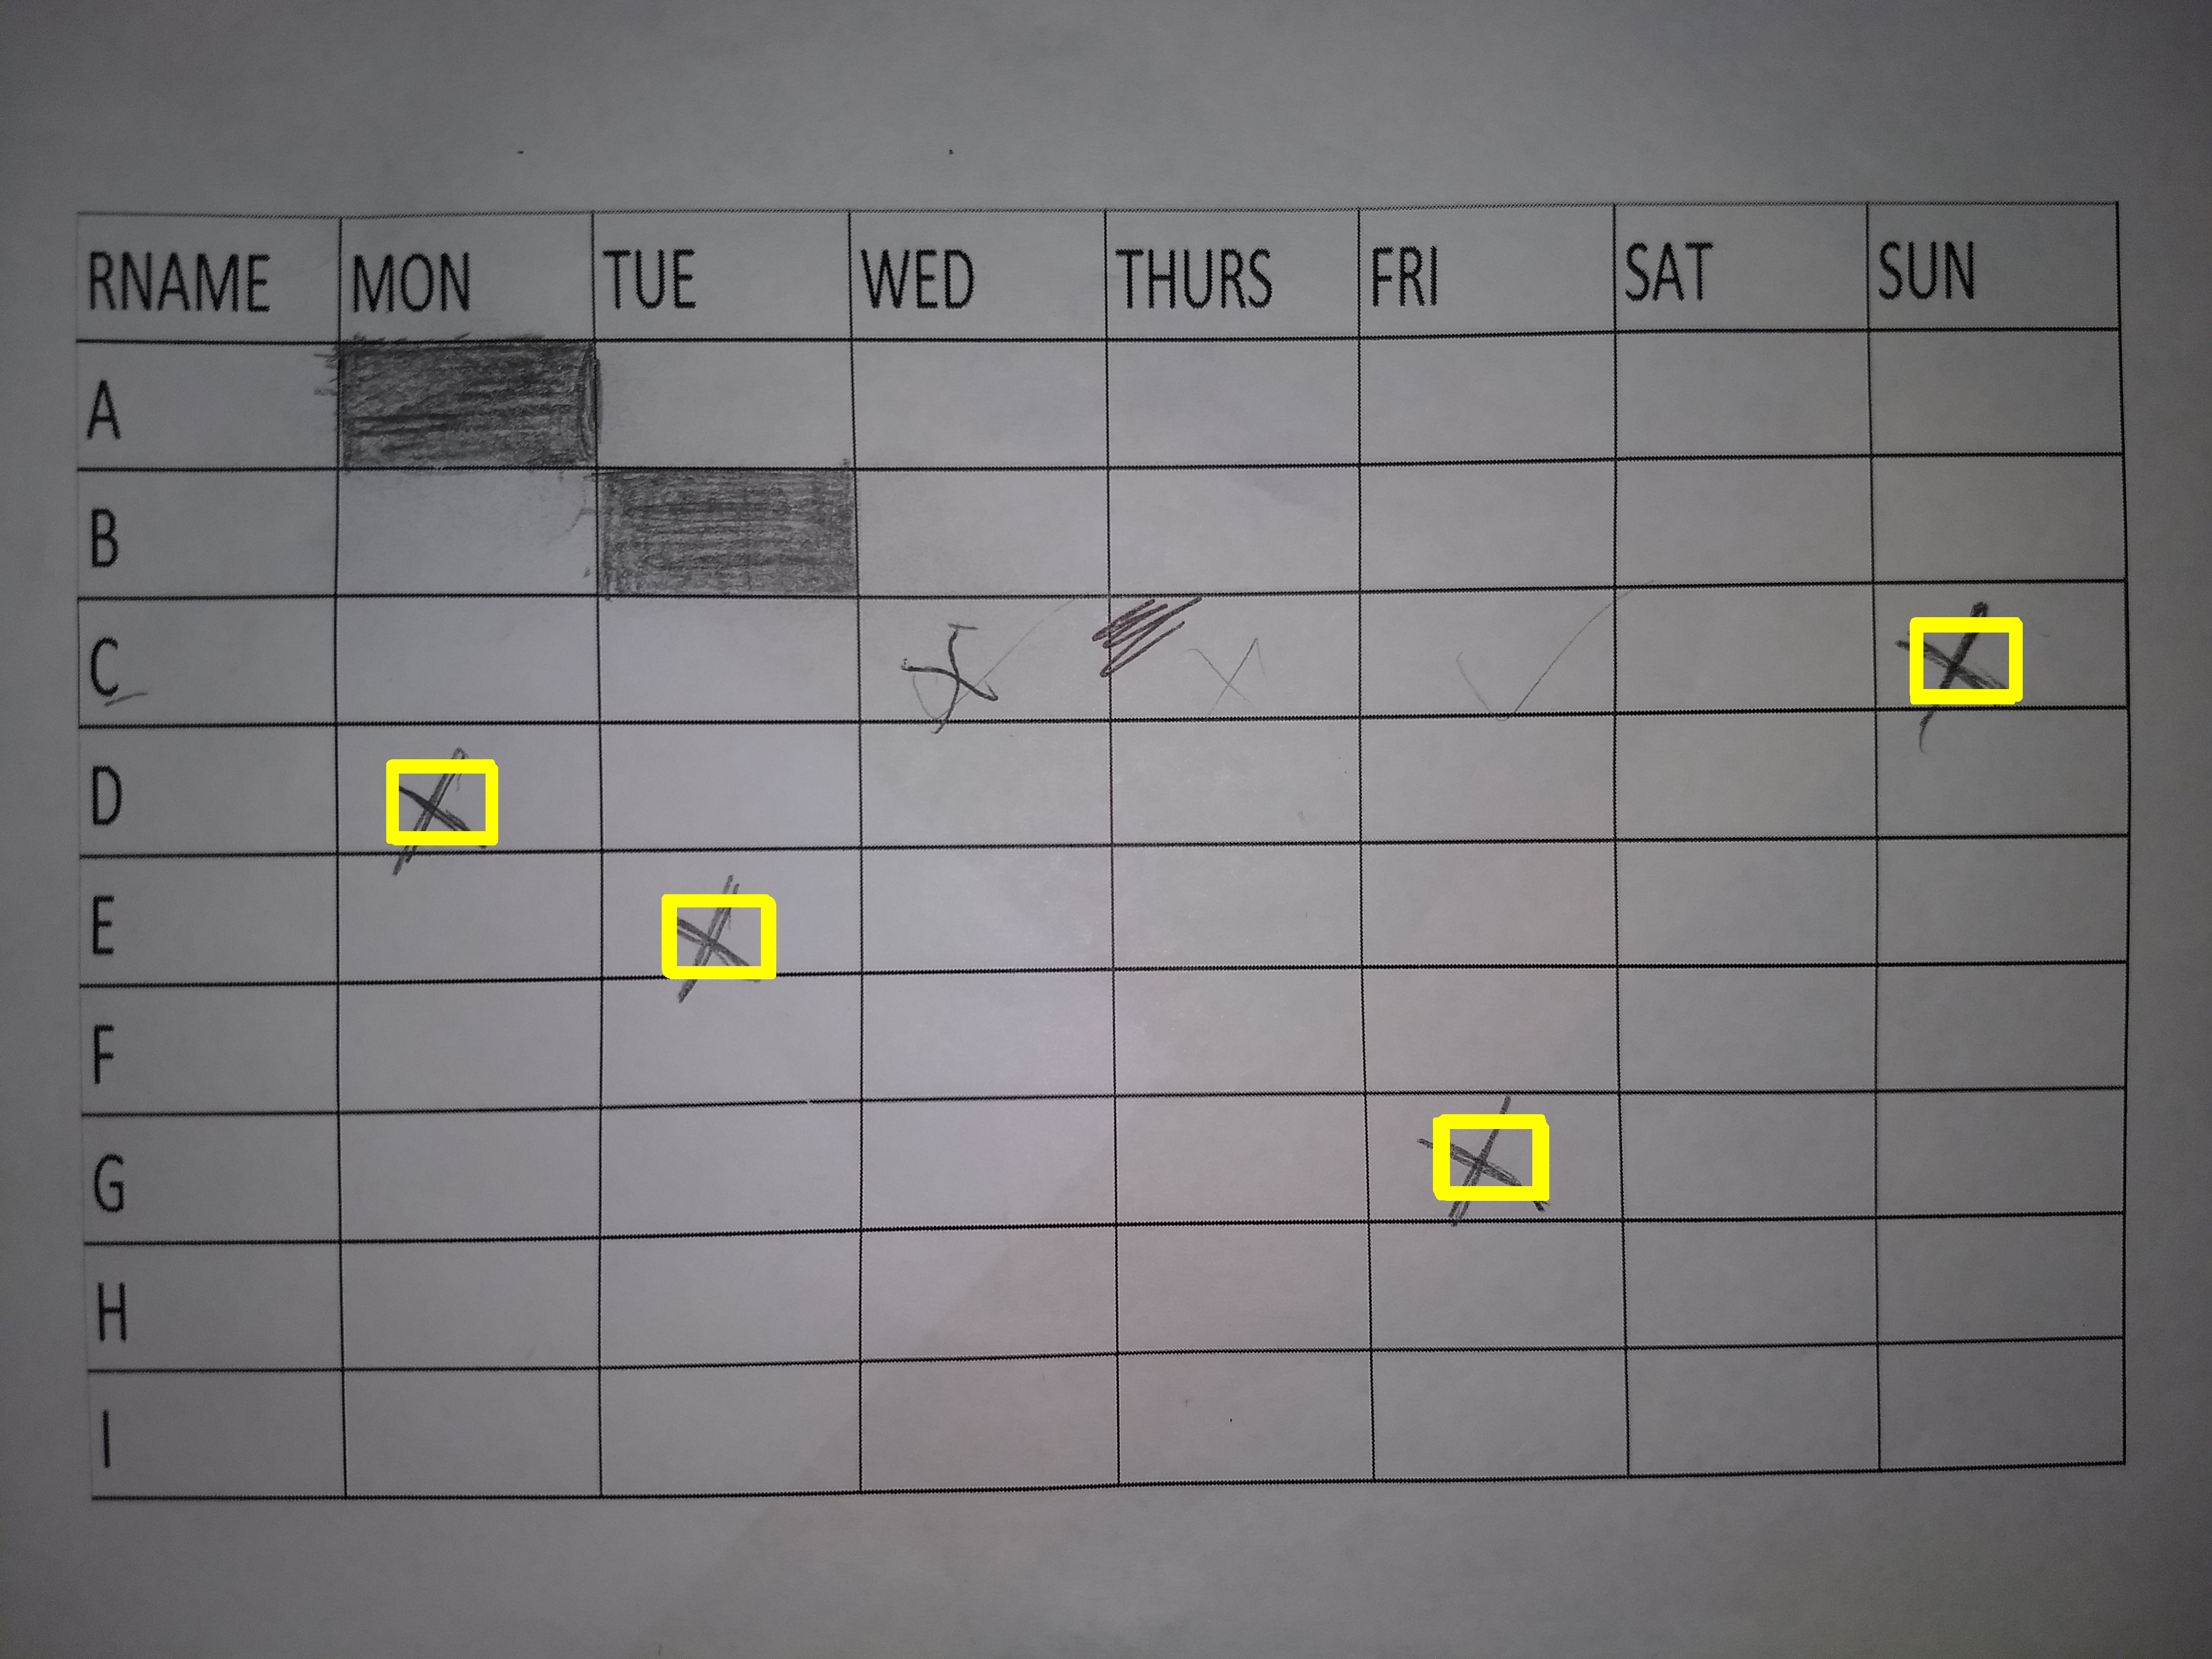 RNAME MON TUE WED THURS FRI SAT SUN
A
B
C
D
E
F
G
H
I